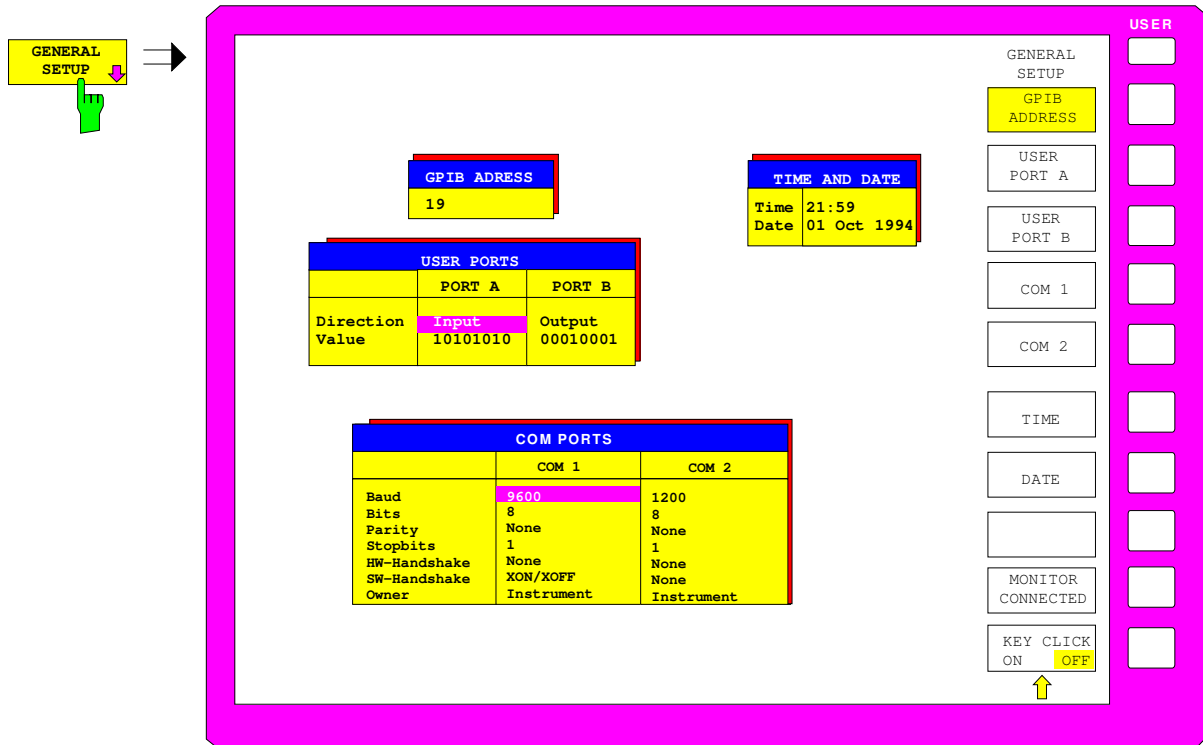 GENERAL
SETUP
USER
GENERAL
SETUP
GPIB
ADDRESS
USER
PORT A
USER
PORT B
COM 1
COM 2
TIME
DATE
MONITOR
CONNECTED
KEY CLICK
ON OFF
GPIB ADRESS
19
TIME AND DATE
Time 21:59
Date 01 Oct 1994
USER PORTS
PORT A PORT B
Direction Input Output
Value 10101010 00010001
COM PORTS
COM 1 COM 2
Baud 9600 1200
Bits 8 8
Parity None None
Stopbits 1 1
HW-Handshake None None
SW-Handshake XON/XOFF None
Owner Instrument Instrument